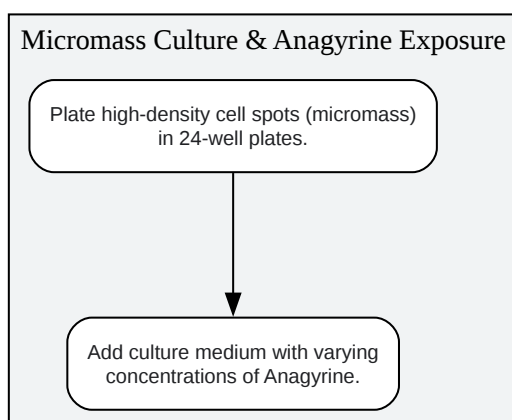 Micromass Culture & Anagyrine Exposure
Plate high-density cell spots (micromass)
in 24-well plates.
Add culture medium with varying
concentrations of Anagyrine.